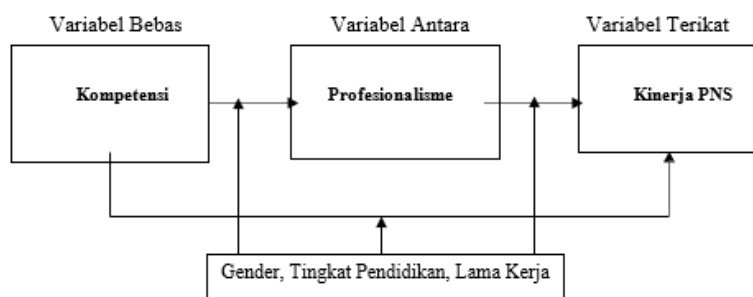 Variabel Bebas
Variabel Antara
Variabel Terikat
Kompetensi
Profesionalisme
Kinerja PNS
Gender, Tingkat Pendidikan, Lama Kerja